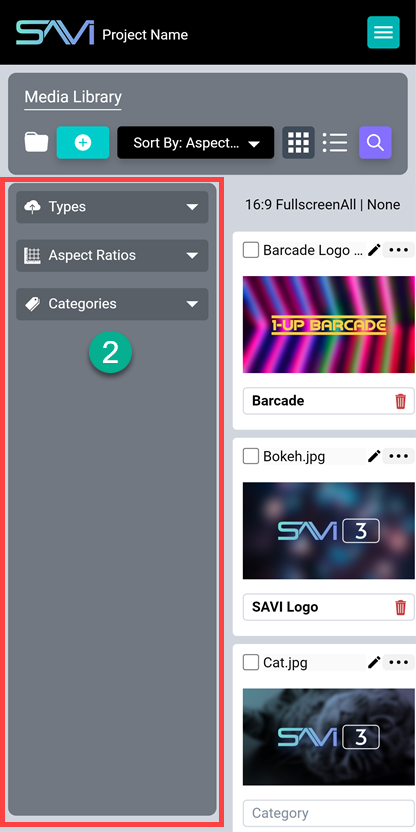 SAVI Project Name
Media Library
Sort By: Aspect...
Types
Aspect Ratios
Categories
2
16:9 FullscreenAll | None
Barcade Logo ...
1-UP BARCADE
Barcade
Bokeh.jpg
SAVI 3
SAVI Logo
Cat.jpg
SAVI 3
Category